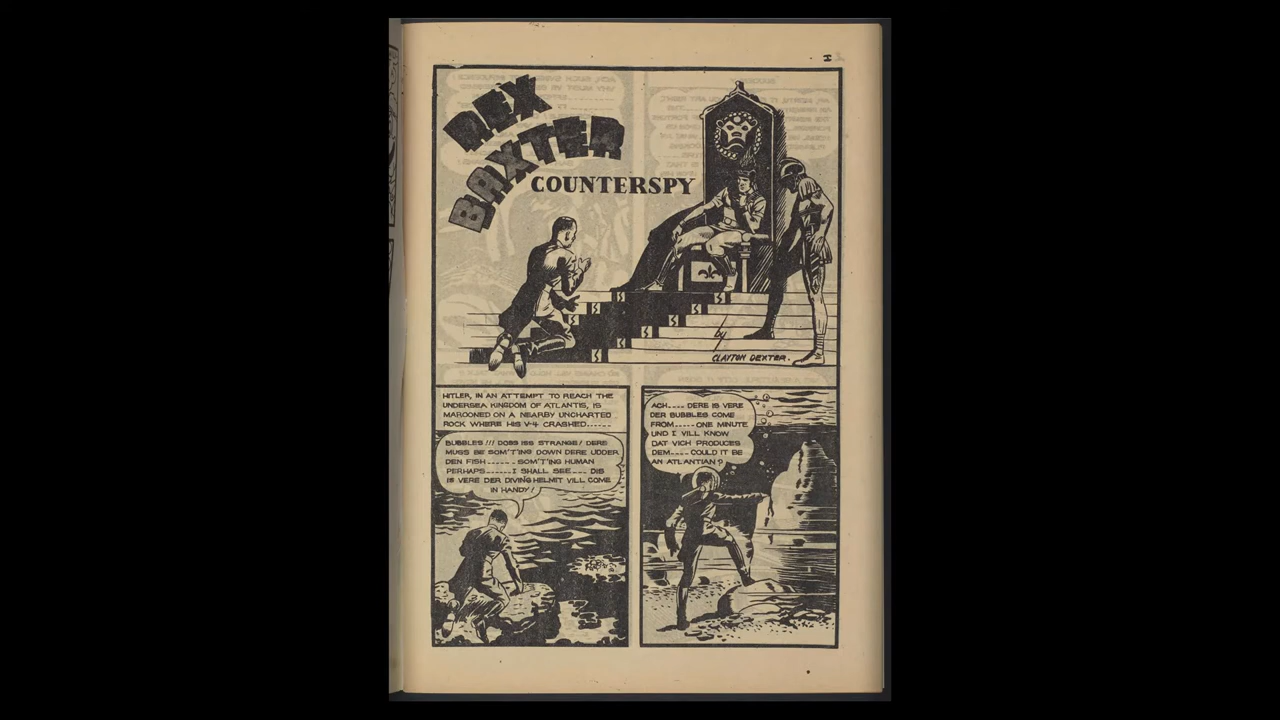 REX
BAXTER
COUNTERSPY
by
CLAYTON DEXTER.
HITLER, IN AN ATTEMPT TO REACH THE
UNDERSEA KINGDOM OF ATLANTIS, IS
MAROONED ON A NEARBY UNCHARTED
ROCK WHERE HIS V-4 CRASHED------
BUBBLES!!! DOSS ISS STRANGE! DERE
MUGS BE SOM'TING DOWN DERE UDDER
DEN FISH------ SOM'TING HUMAN
PERHAPS------I SHALL SEE--- DIS
IS VERE DER DIVING HELMIT VILL COME
IN HANDY!
ACH---- DERE IS VERE
DER BUBBLES COME
FROM-----ONE MINUTE
UND I VILL KNOW
DAT VICH PRODUCES
DEM----COULD IT BE
AN ATLANTIAN?